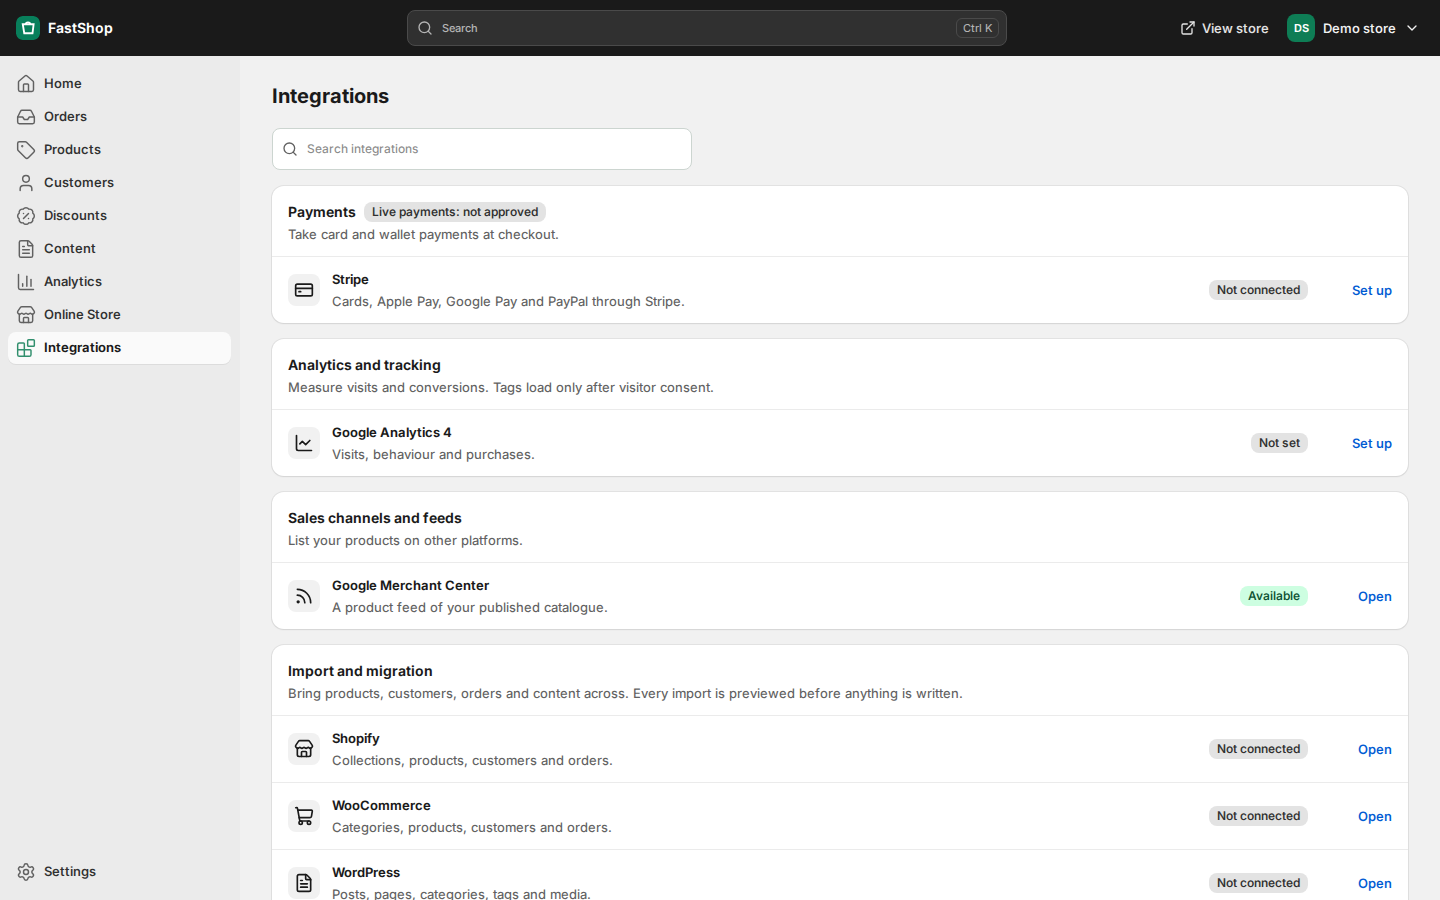 FastShop
Search
Ctrl K
View store
DS
Demo store
Home
Orders
Products
Customers
Discounts
Content
Analytics
Online Store
Integrations
Settings
Integrations
Search integrations
Payments
Live payments: not approved
Take card and wallet payments at checkout.
Stripe
Cards, Apple Pay, Google Pay and PayPal through Stripe.
Not connected
Set up
Analytics and tracking
Measure visits and conversions. Tags load only after visitor consent.
Google Analytics 4
Visits, behaviour and purchases.
Not set
Set up
Sales channels and feeds
List your products on other platforms.
Google Merchant Center
A product feed of your published catalogue.
Available
Open
Import and migration
Bring products, customers, orders and content across. Every import is previewed before anything is written.
Shopify
Collections, products, customers and orders.
Not connected
Open
WooCommerce
Categories, products, customers and orders.
Not connected
Open
WordPress
Posts, pages, categories, tags and media.
Not connected
Open